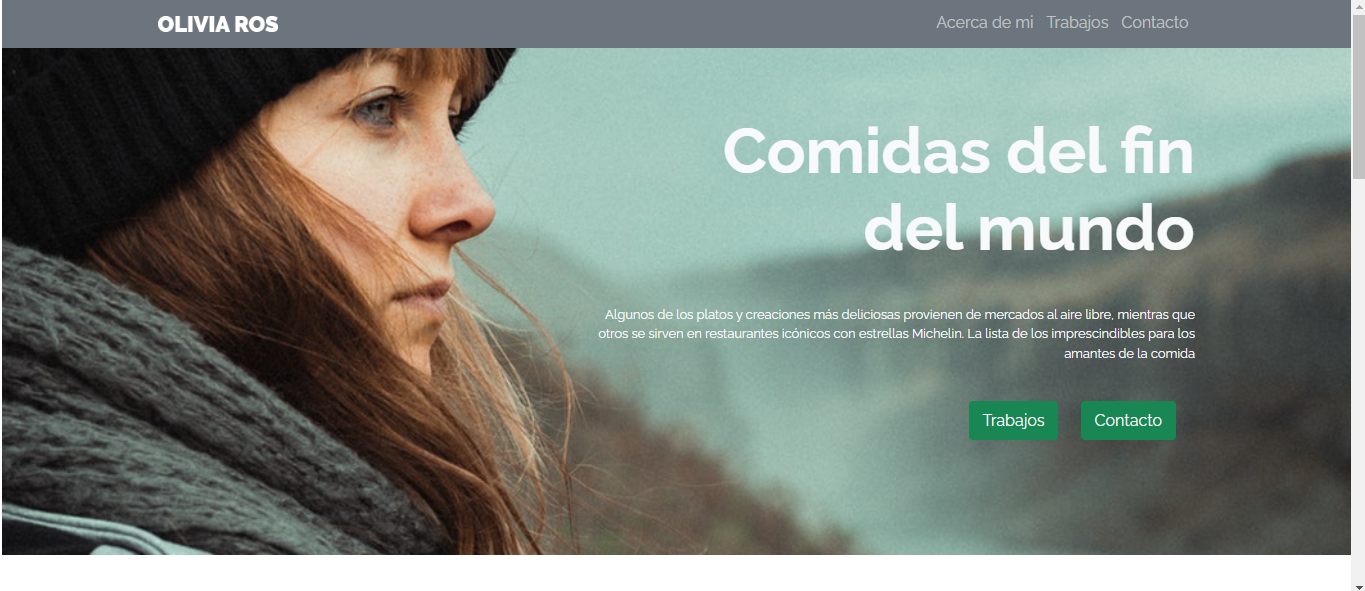 OLIVIA ROS
Acerca de mi Trabajos Contacto
Comidas del fin
del mundo
Algunos de los platos y creaciones más deliciosas provienen de mercados al aire libre, mientras que
otros se sirven en restaurantes icónicos con estrellas Michelin. La lista de los imprescindibles para los
amantes de la comida
Trabajos Contacto